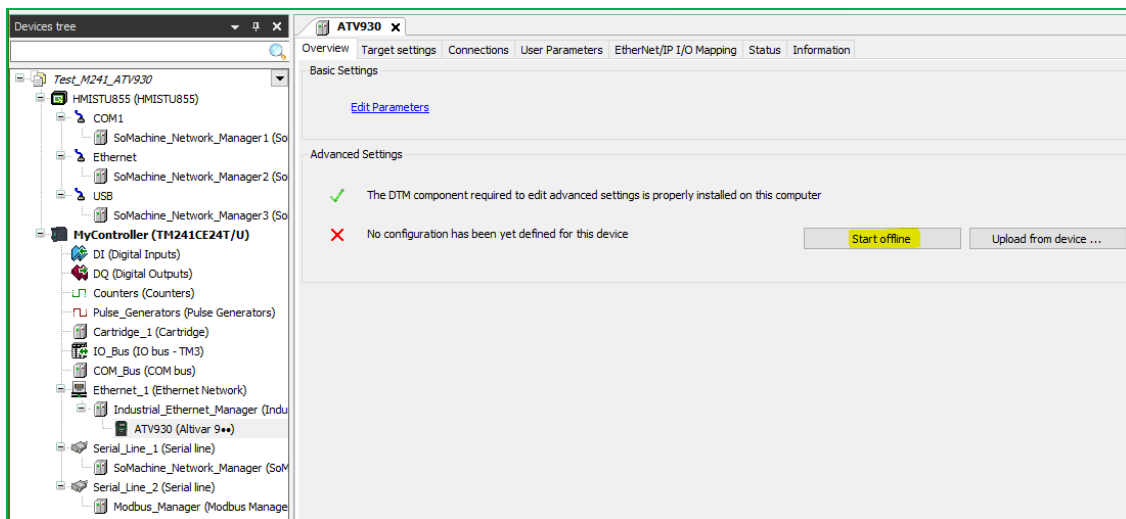 Devices tree
Test_M241_ATV930
HMISTU855 (HMISTU855)
COM1
SoMachine_Network_Manager1 (So
Ethernet
SoMachine_Network_Manager2 (So
USB
SoMachine_Network_Manager3 (So
MyController (TM241CE24T/U)
DI (Digital Inputs)
DQ (Digital Outputs)
Counters (Counters)
Pulse_Generators (Pulse Generators)
Cartridge_1 (Cartridge)
IO_Bus (IO bus - TM3)
COM_Bus (COM bus)
Ethernet_1 (Ethernet Network)
Industrial_Ethernet_Manager (Indu
ATV930 (Altivar 9••)
Serial_Line_1 (Serial line)
SoMachine_Network_Manager (SoM
Serial_Line_2 (Serial line)
Modbus_Manager (Modbus Manage
ATV930
Overview Target settings Connections User Parameters EtherNet/IP I/O Mapping Status Information
Basic Settings
Edit Parameters
Advanced Settings
The DTM component required to edit advanced settings is properly installed on this computer
No configuration has been yet defined for this device Start offline Upload from device ...